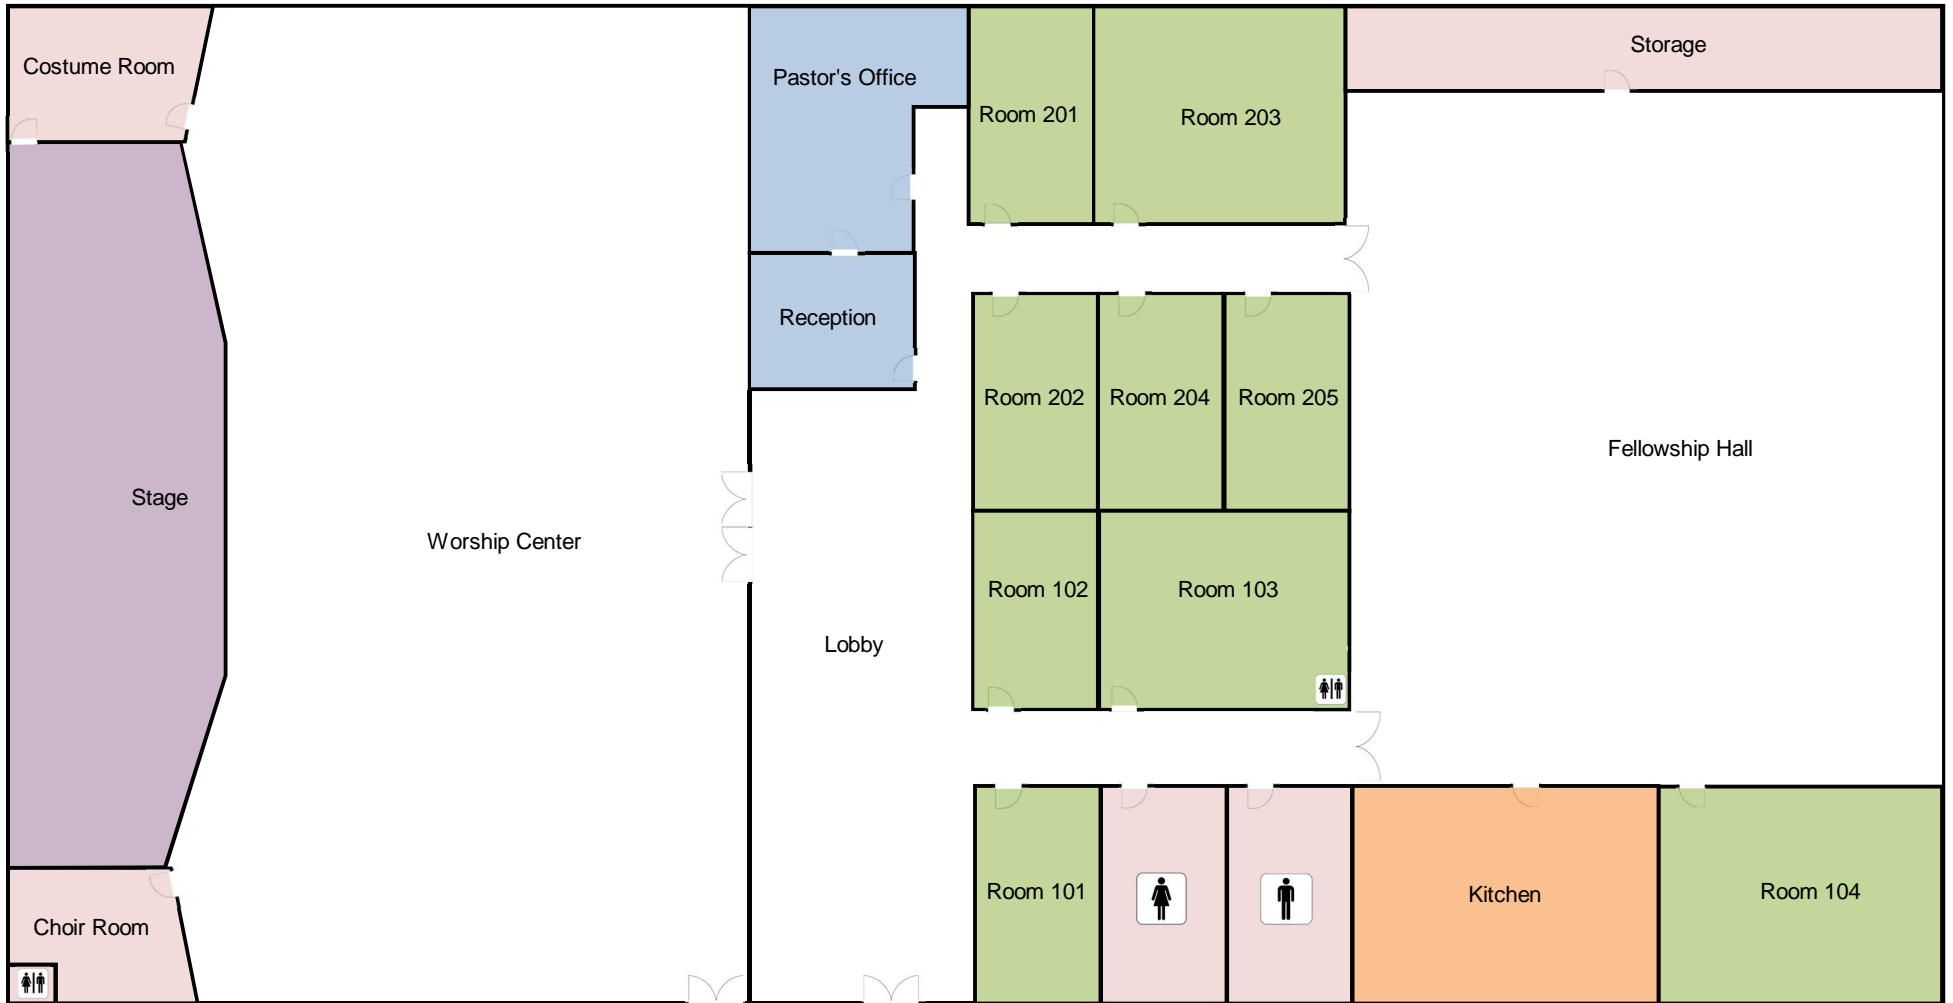 Costume Room
Pastor's Office
Room 201
Room 203
Storage
Reception
Room 202
Room 204
Room 205
Fellowship Hall
Stage
Worship Center
Room 102
Room 103
Lobby
Room 101
Kitchen
Room 104
Choir Room